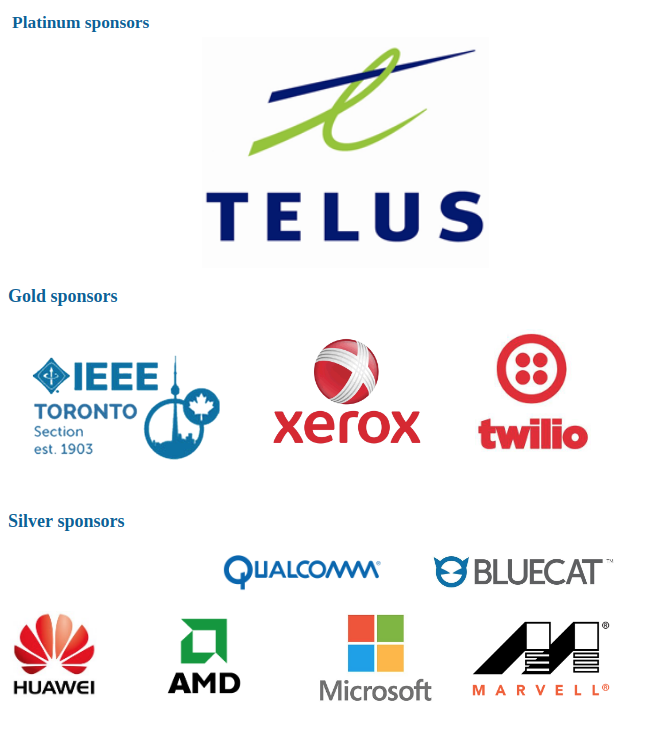 Platinum sponsors
TELUS
Gold sponsors
IEEE
TORONTO
Section
est. 1903
xerox
twilio
Silver sponsors
QUALCOMM®
BLUECAT™
HUAWEI
AMD
Microsoft
®
MARVELL®